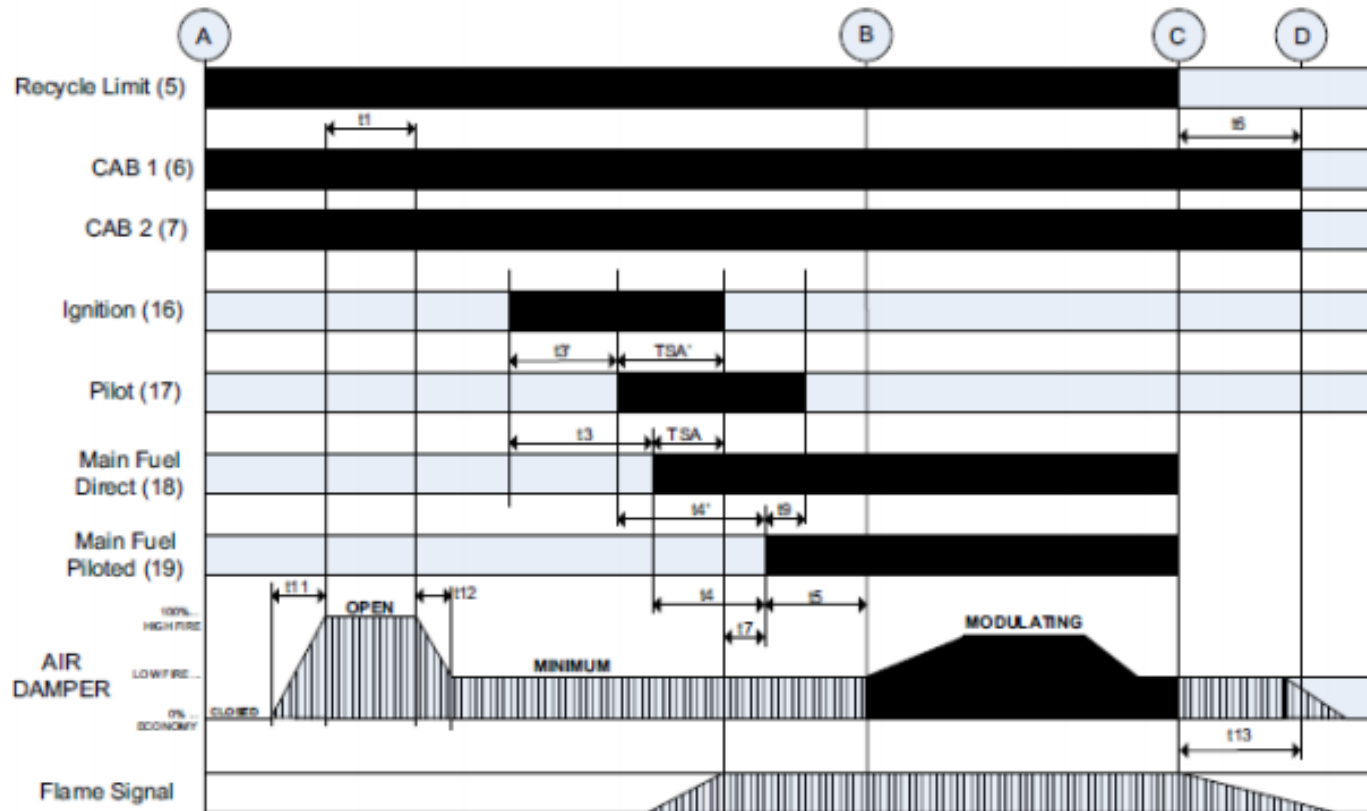 A B C D
Recycle Limit (5)
t1 t6
CAB 1 (6)
CAB 2 (7)
Ignition (16)
t3' TSA'
Pilot (17)
t3 TSA
Main Fuel
Direct (18)
t4' t9
Main Fuel
Piloted (19)
t11 t12 t4 t5
100%...
HIGH FIRE
OPEN
t7
MODULATING
AIR
DAMPER
LOWFIRE...
MINIMUM
0% ...
ECONOMY
CLOSED
t13
Flame Signal